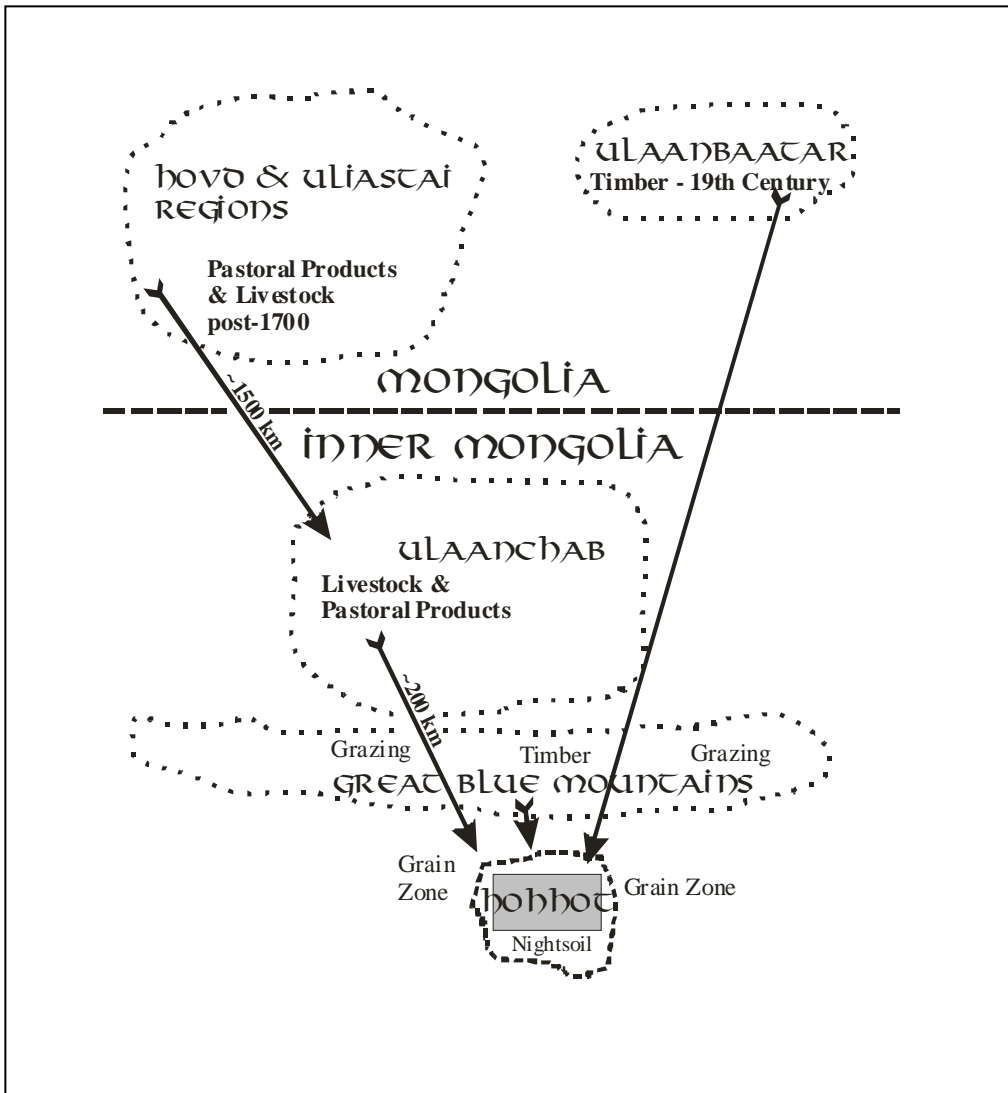 HOVD & ULIASTAI
REGIONS
Pastoral Products
& Livestock
post-1700
ULAANBAATAR
Timber - 19th Century
~1500 km
MONGOLIA
INNER MONGOLIA
ULAANCHAB
Livestock &
Pastoral Products
~200 km
Grazing
Timber
Grazing
GREAT BLUE MOUNTAINS
Grain
Zone
HOHHOT
Grain Zone
Nightsoil